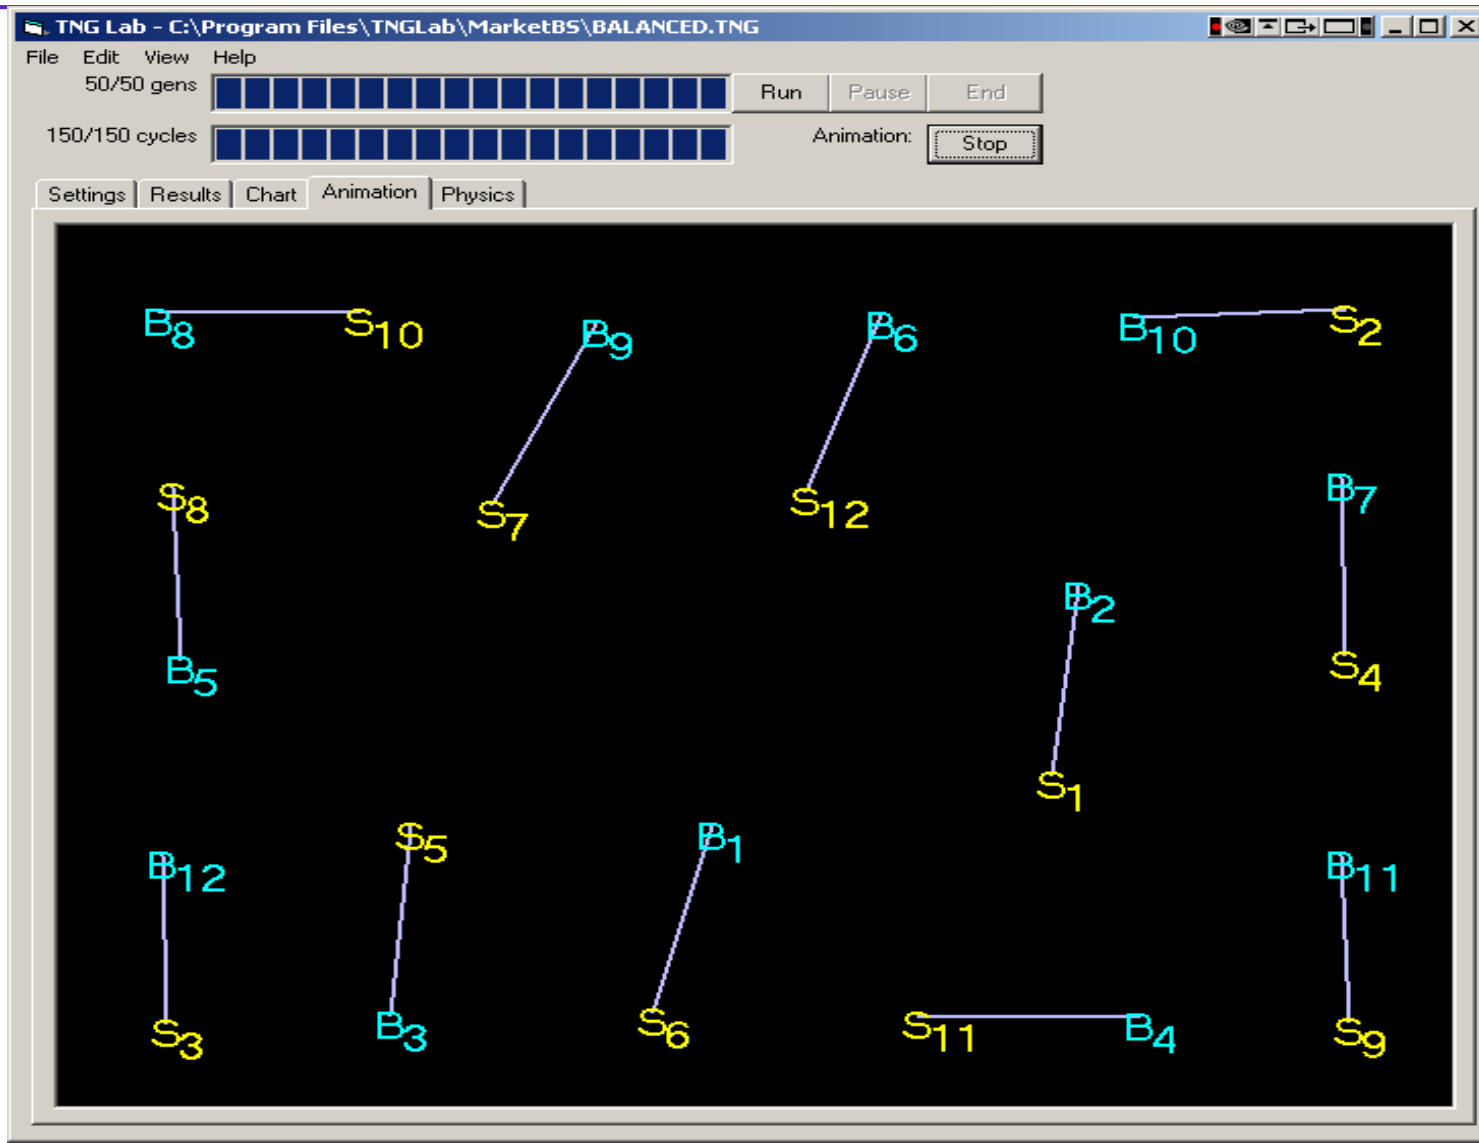 TNG Lab - C:\Program Files\TNGLab\MarketBS\BALANCED.TNG
File Edit View Help
50/50 gens Run Pause End
150/150 cycles Animation: Stop
Settings Results Chart Animation Physics
B8 S10 B9 B6 B10 S2
S8 S7 S12 B7
B2
B5 S4
S1
B12 S5 B1 B11
S3 B3 S6 S11 B4 S9